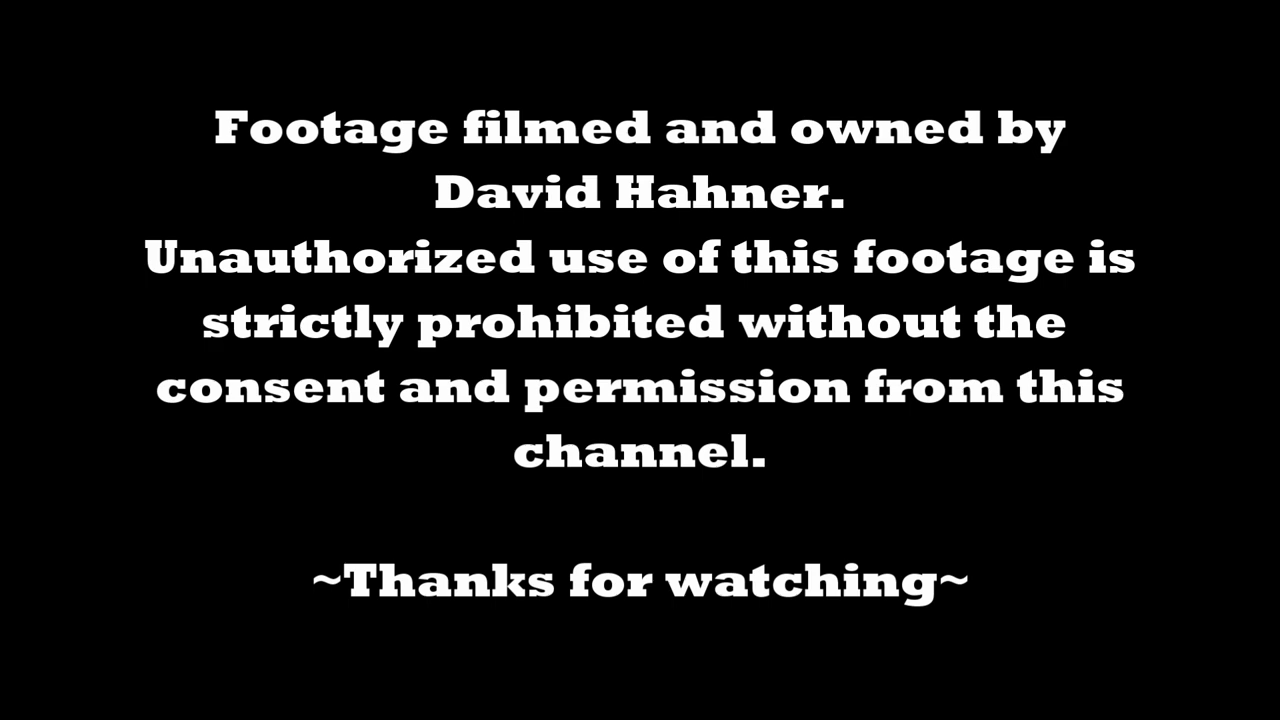 Footage filmed and owned by
David Hahner.
Unauthorized use of this footage is
strictly prohibited without the
consent and permission from this
channel.
~Thanks for watching~